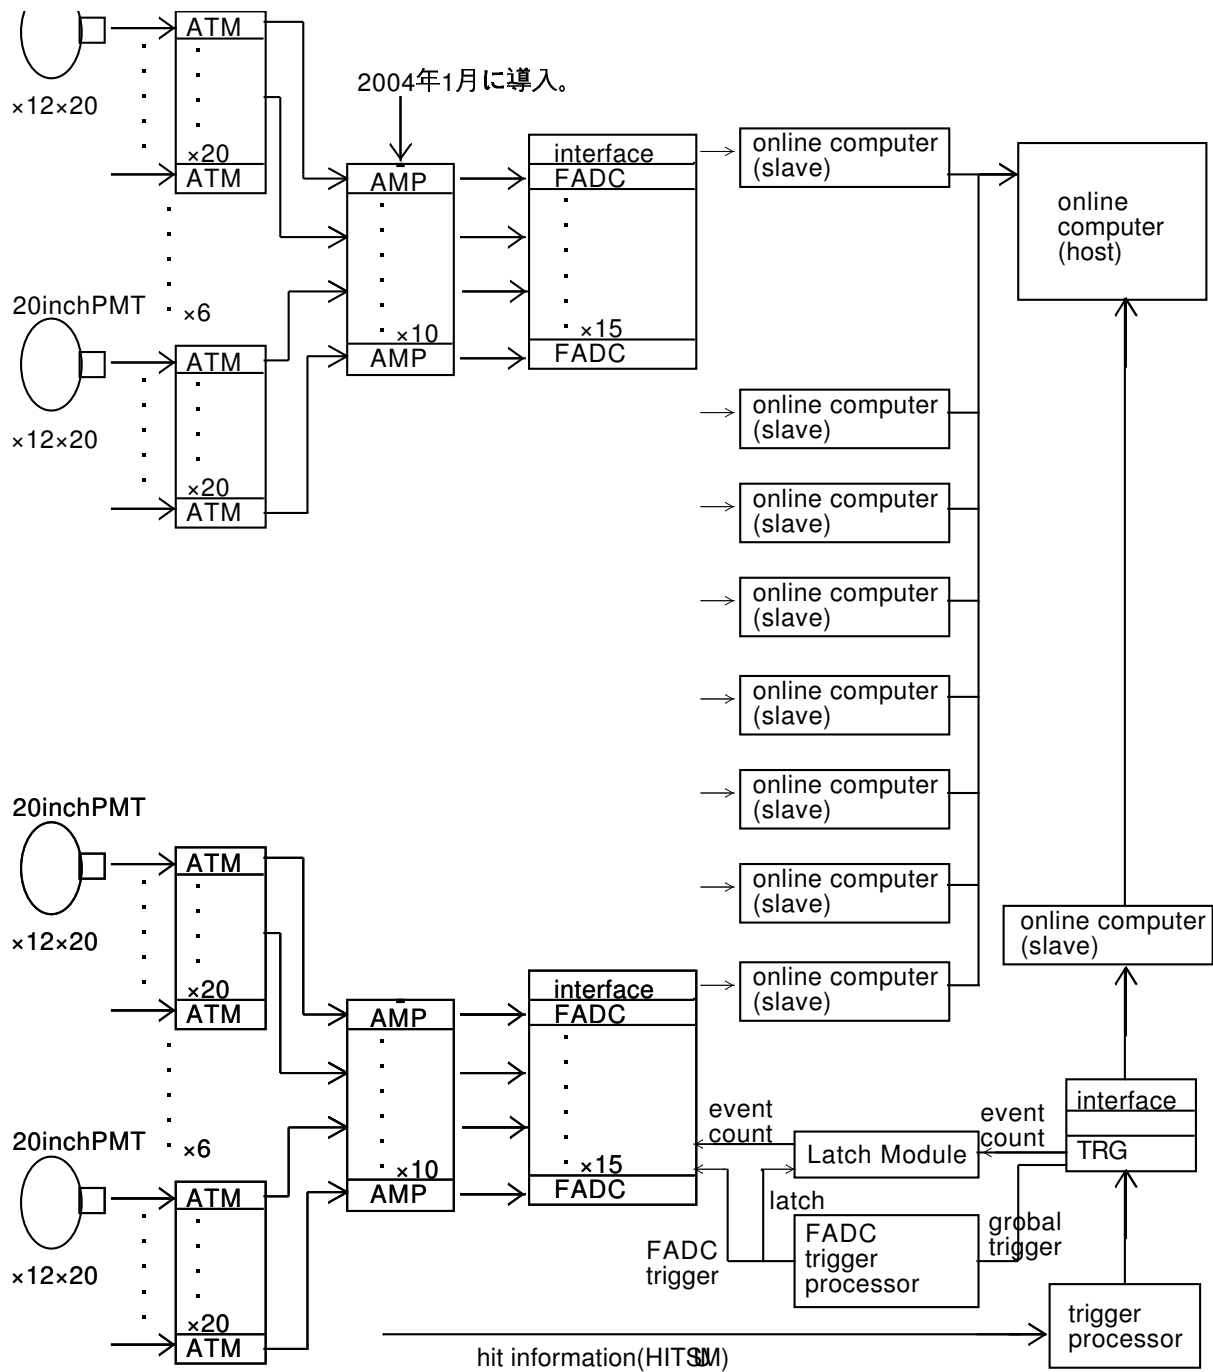 ATM
×12×20
×20
ATM
2004年1月に導入。
AMP
×10
AMP
interface
FADC
×15
FADC
online computer
(slave)
online
computer
(host)
×6
20inchPMT
ATM
×12×20
×20
ATM
online computer
(slave)
online computer
(slave)
online computer
(slave)
online computer
(slave)
online computer
(slave)
online computer
(slave)
online computer
(slave)
online computer
(slave)
20inchPMT
ATM
×12×20
×20
ATM
AMP
×10
AMP
interface
FADC
×15
FADC
×6
20inchPMT
ATM
×12×20
×20
ATM
event
count
Latch Module
event
count
interface
TRG
latch
FADC
trigger
FADC
trigger
processor
grobal
trigger
trigger
processor
hit information(HITSUM)